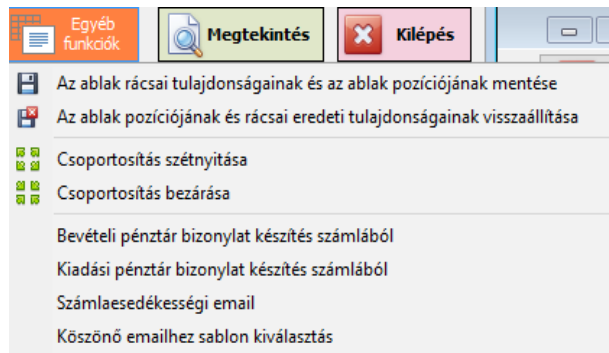 Egyéb
funkciók
Megtekintés
Kilépés
Az ablak rácsai tulajdonságainak és az ablak pozíciójának mentése
Az ablak pozíciójának és rácsai eredeti tulajdonságainak visszaállítása
Csoportosítás szétnyitása
Csoportosítás bezárása
Bevételi pénztár bizonylat készítés számlából
Kiadási pénztár bizonylat készítés számlából
Számlaesedékességi email
Köszönő emailhez sablon kiválasztás